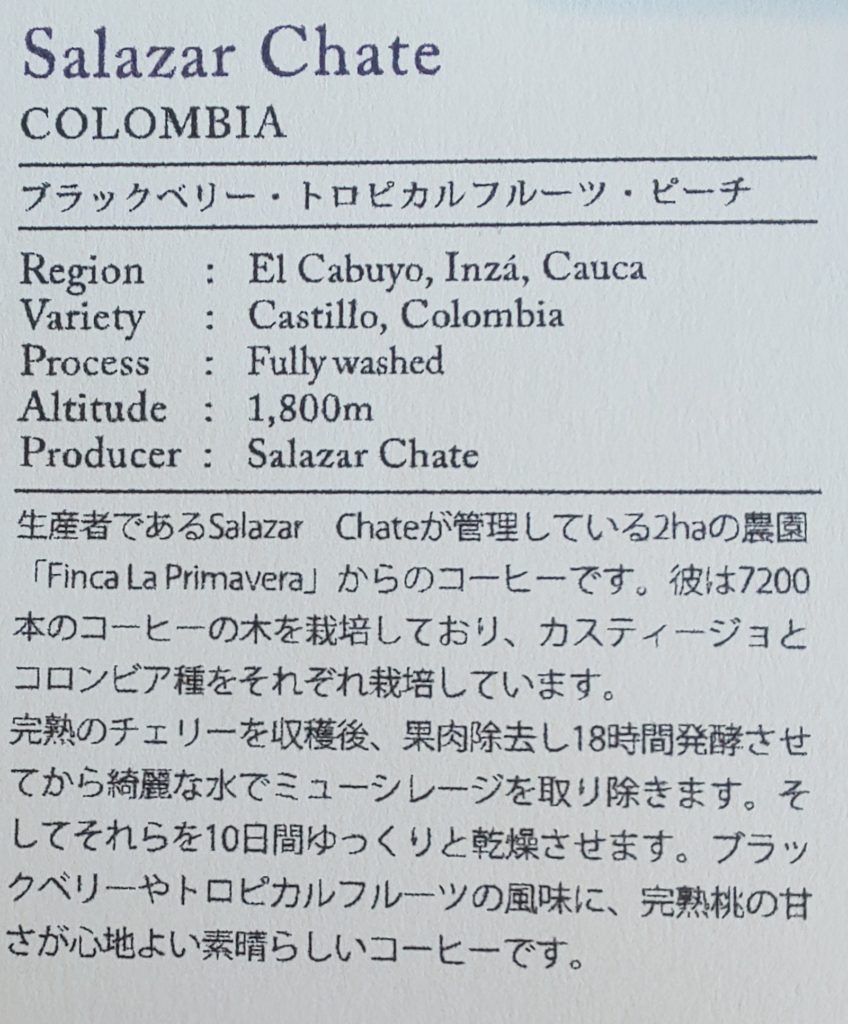 Salazar Chate
COLOMBIA
ブラックベリー・トロピカルフルーツ・ピーチ
Region : El Cabuyo, Inzá, Cauca
Variety : Castillo, Colombia
Process : Fully washed
Altitude : 1,800m
Producer : Salazar Chate
生産者であるSalazar　Chateが管理している2haの農園
「Finca La Primavera」からのコーヒーです。彼は7200
本のコーヒーの木を栽培しており、カスティージョと
コロンビア種をそれぞれ栽培しています。
完熟のチェリーを収穫後、果肉除去し18時間発酵させ
てから綺麗な水でミューシレージを取り除きます。そ
してそれらを10日間ゆっくりと乾燥させます。ブラッ
クベリーやトロピカルフルーツの風味に、完熟桃の甘
さが心地よい素晴らしいコーヒーです。